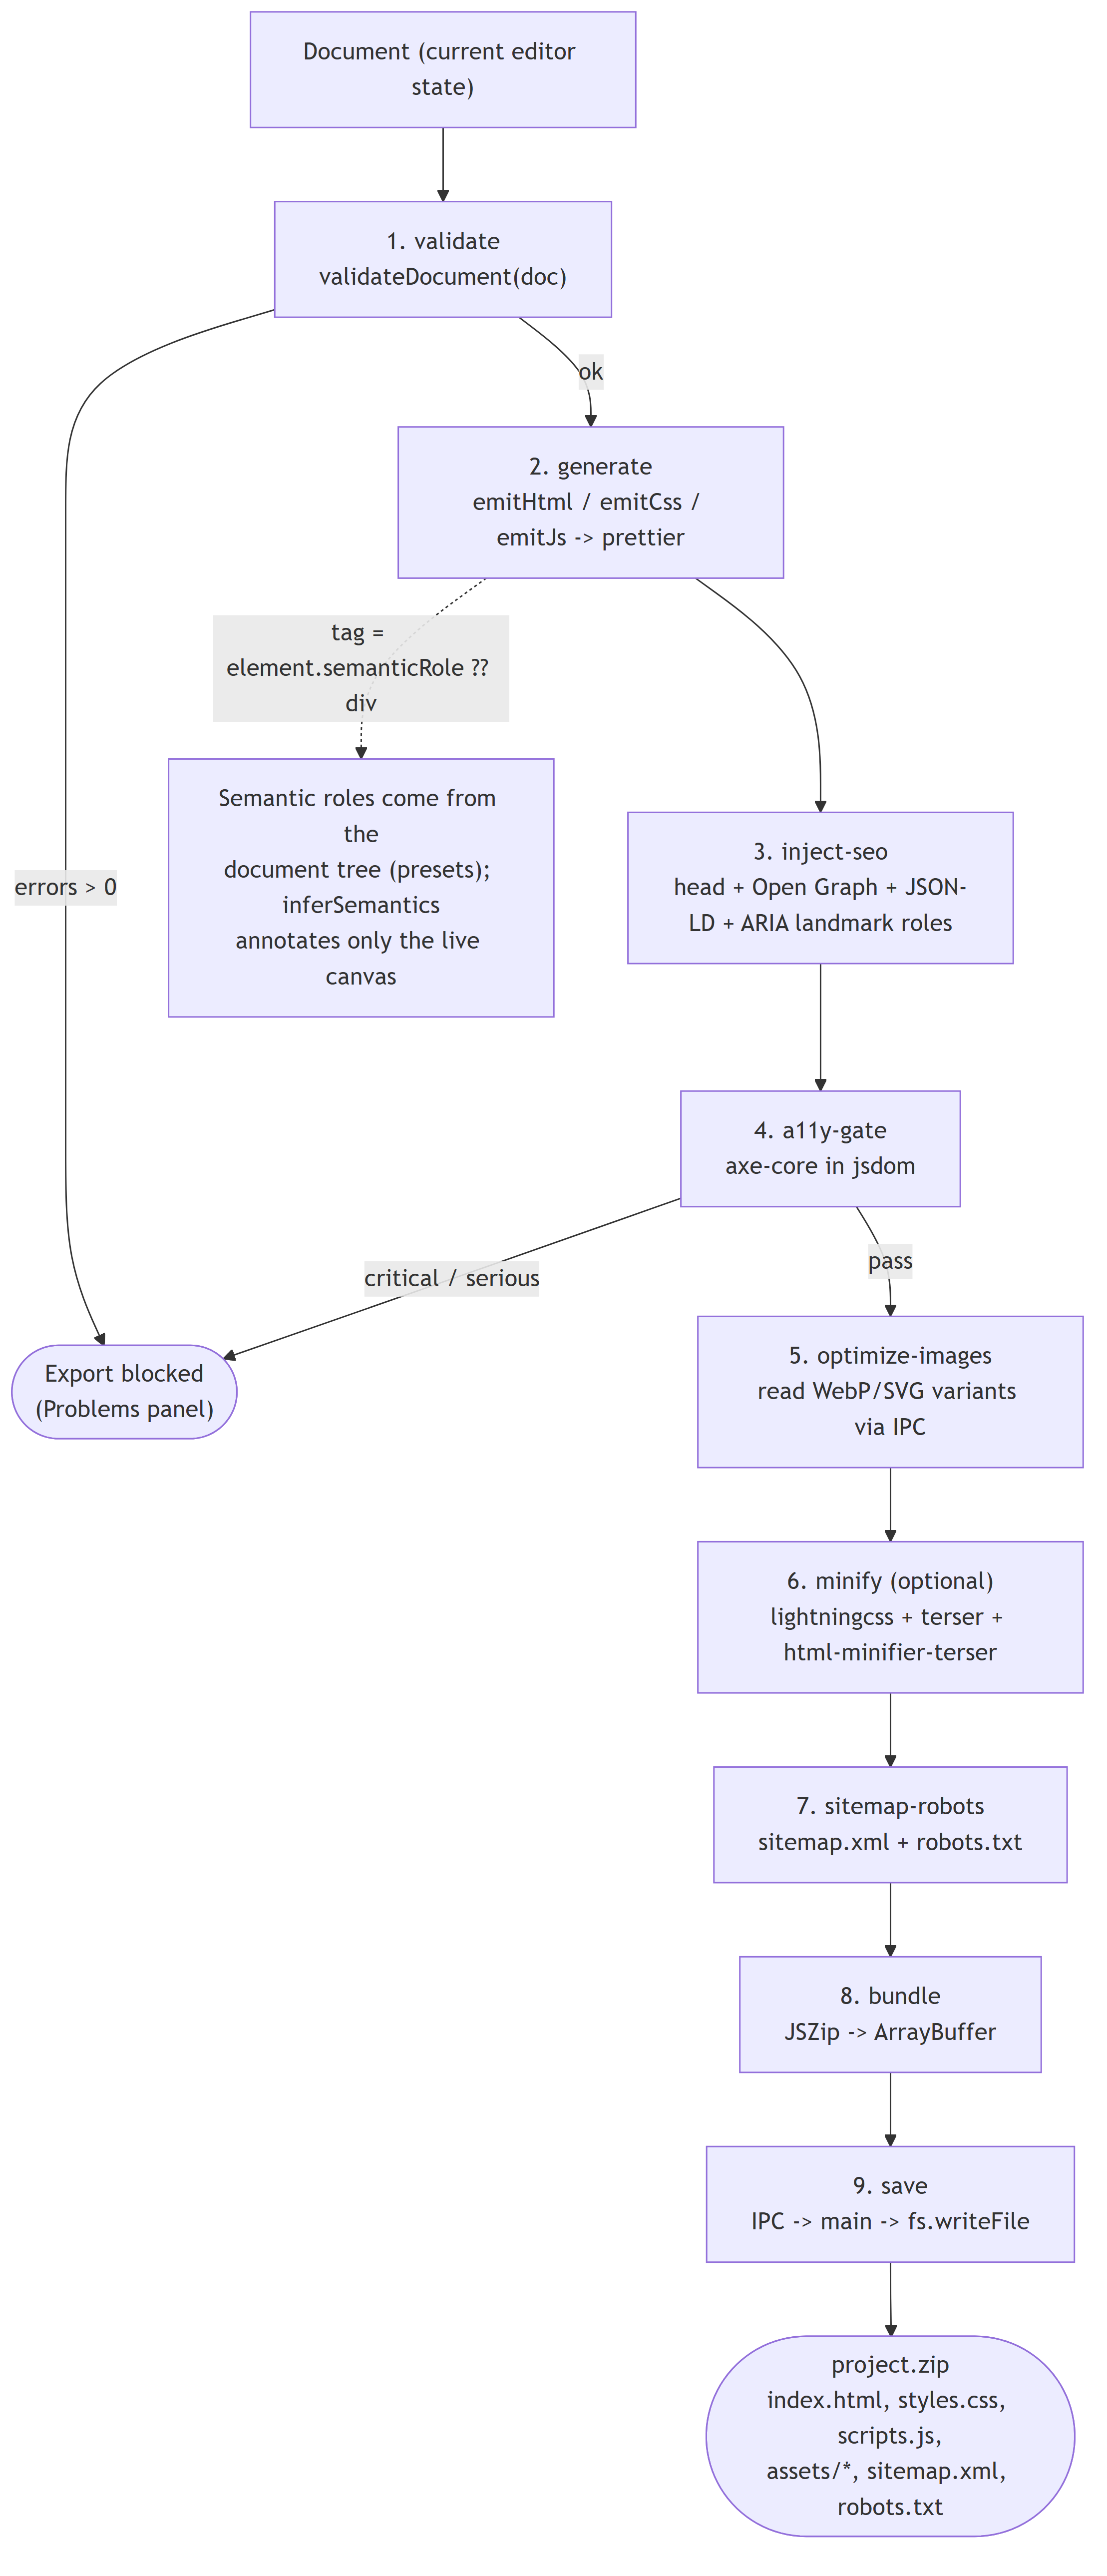 Document (current editor
state)
1. validate
validateDocument(doc)
ok
2. generate
emitHtml / emitCss /
emitJs -> prettier
tag =
element.semanticRole ??
div
Semantic roles come from
the
document tree (presets);
inferSemantics
annotates only the live
canvas
3. inject-seo
head + Open Graph + JSON-
LD + ARIA landmark roles
errors > 0
4. a11y-gate
axe-core in jsdom
critical / serious
pass
Export blocked
(Problems panel)
5. optimize-images
read WebP/SVG variants
via IPC
6. minify (optional)
lightningcss + terser +
html-minifier-terser
7. sitemap-robots
sitemap.xml + robots.txt
8. bundle
JSZip -> ArrayBuffer
9. save
IPC -> main -> fs.writeFile
project.zip
index.html, styles.css,
scripts.js,
assets/*, sitemap.xml,
robots.txt